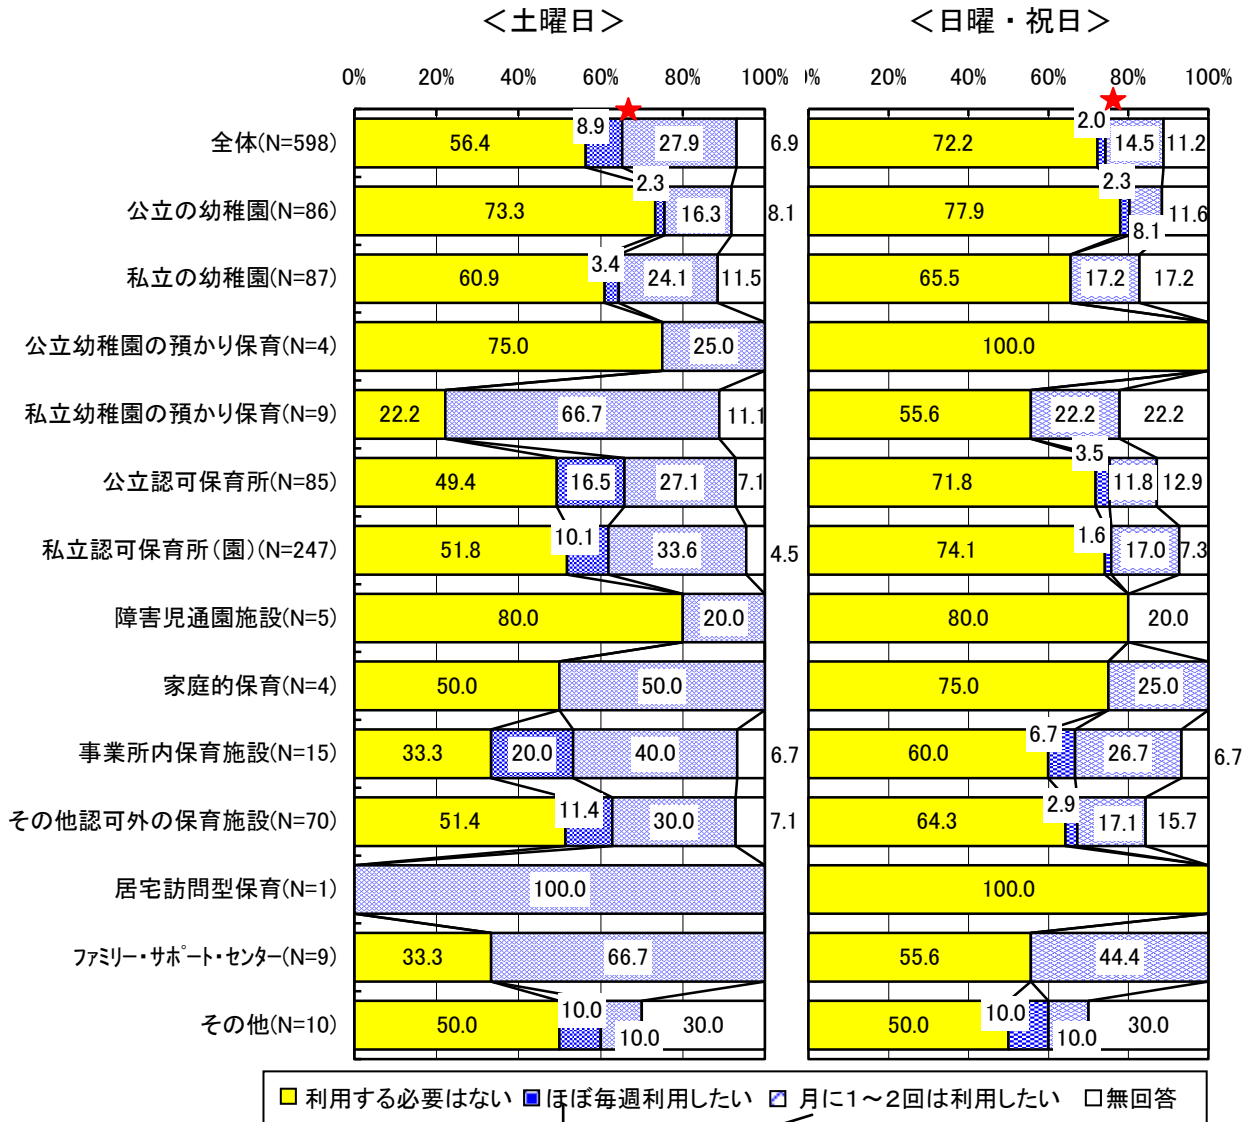 ＜土曜日＞ ＜日曜・祝日＞
0% 20% 40% 60% 80% 100% 0% 20% 40% 60% 80% 100%
全体(N=598) 56.4 8.9 27.9 6.9 72.2 2.0 14.5 11.2
公立の幼稚園(N=86) 73.3 2.3 16.3 8.1 77.9 2.3 8.1 11.6
私立の幼稚園(N=87) 60.9 3.4 24.1 11.5 65.5 17.2 17.2
公立幼稚園の預かり保育(N=4) 75.0 25.0 100.0
私立幼稚園の預かり保育(N=9) 22.2 66.7 11.1 55.6 22.2 22.2
公立認可保育所(N=85) 49.4 16.5 27.1 7.1 71.8 3.5 11.8 12.9
私立認可保育所(園)(N=247) 51.8 10.1 33.6 4.5 74.1 1.6 17.0 7.3
障害児通園施設(N=5) 80.0 20.0 80.0 20.0
家庭的保育(N=4) 50.0 50.0 75.0 25.0
事業所内保育施設(N=15) 33.3 20.0 40.0 6.7 60.0 6.7 26.7 6.7
その他認可外の保育施設(N=70) 51.4 11.4 30.0 7.1 64.3 2.9 17.1 15.7
居宅訪問型保育(N=1) 100.0 100.0
ファミリー・サポート・センター(N=9) 33.3 66.7 55.6 44.4
その他(N=10) 50.0 10.0 10.0 30.0 50.0 10.0 10.0 30.0
利用する必要はない ほぼ毎週利用したい 月に１～２回は利用したい 無回答